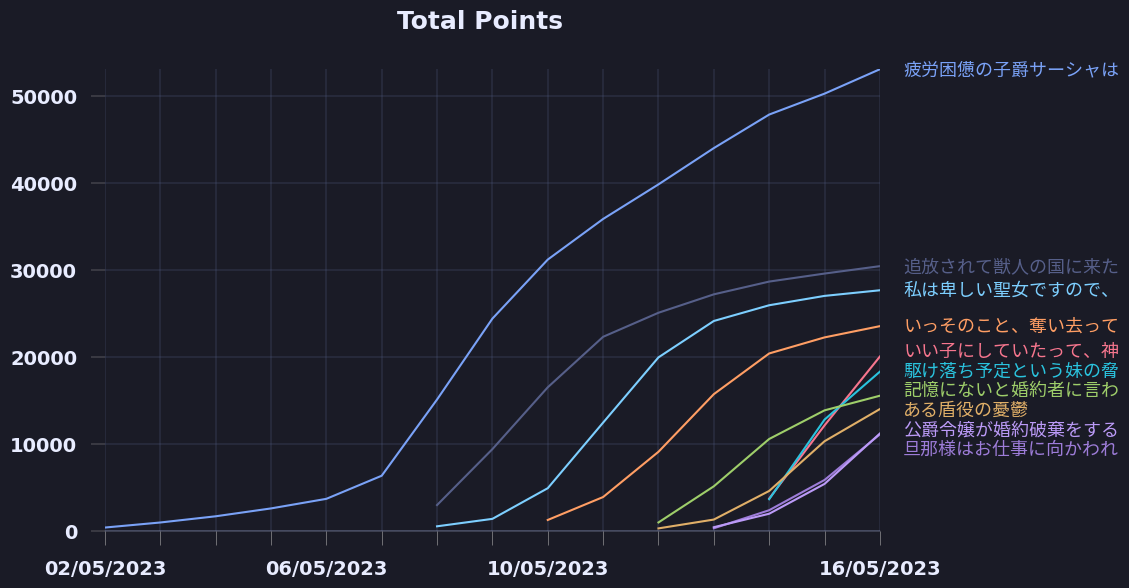 Total Points
50000
40000
30000
20000
10000
0
02/05/2023
06/05/2023
10/05/2023
16/05/2023
疲労困憊の子爵サーシャは
追放されて獣人の国に来た
私は卑しい聖女ですので、
いっそのこと、奪い去って
いい子にしていたって、神
駆け落ち予定という妹の脅
記憶にないと婚約者に言わ
ある盾役の憂鬱
公爵令嬢が婚約破棄をする
旦那様はお仕事に向かわれ